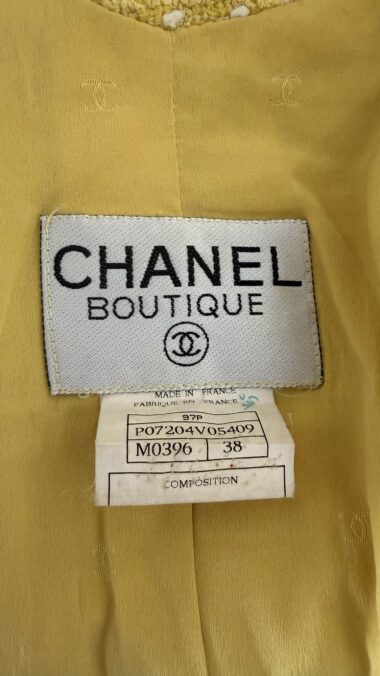 CHANEL
BOUTIQUE
MADE IN FRANCE
FABRIQUE EN FRANCE
97P
P07204V05409
M0396 38
COMPOSITION